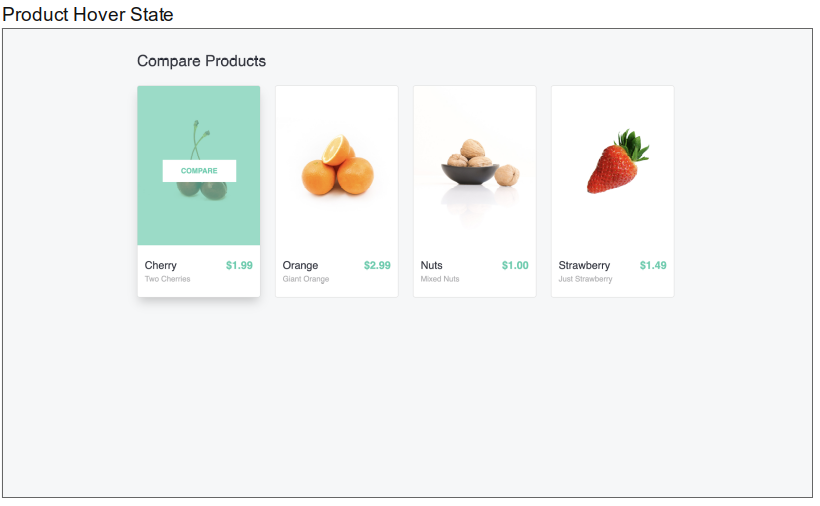 Product Hover State
Compare Products
COMPARE
Cherry $1.99
Two Cherries
Orange $2.99
Giant Orange
Nuts $1.00
Mixed Nuts
Strawberry $1.49
Just Strawberry